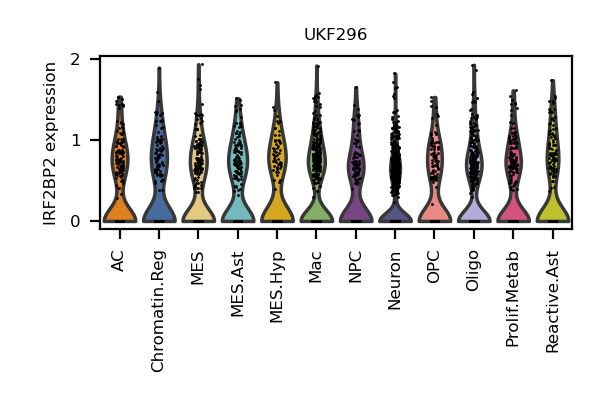 UKF296
IRF2BP2 expression
2
1
0
AC
Chromatin.Reg
MES
MES.Ast
MES.Hyp
Mac
NPC
Neuron
OPC
Oligo
Prolif.Metab
Reactive.Ast